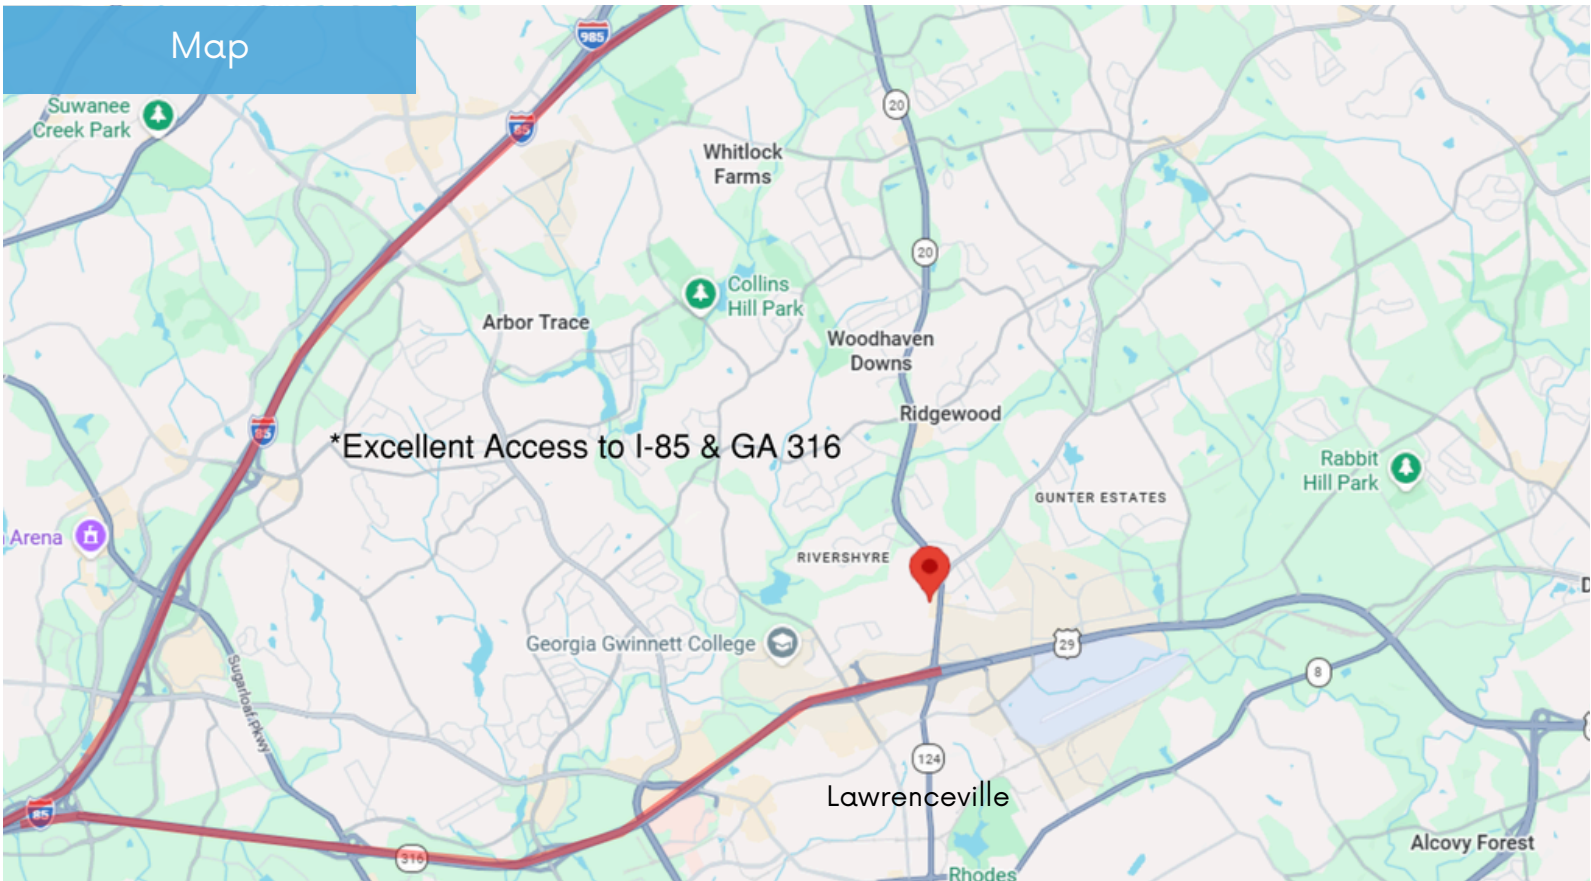 Map
985
Suwanee
Creek Park
20
85
Whitlock
Farms
20
Collins
Hill Park
Arbor Trace
Woodhaven
Downs
Ridgewood
85
*Excellent Access to I-85 & GA 316
Rabbit
Hill Park
GUNTER ESTATES
Arena
RIVERSHYRE
Georgia Gwinnett College
29
8
Sugarloaf Pkwy
124
Lawrenceville
85
316
Alcovy Forest
Rhodes